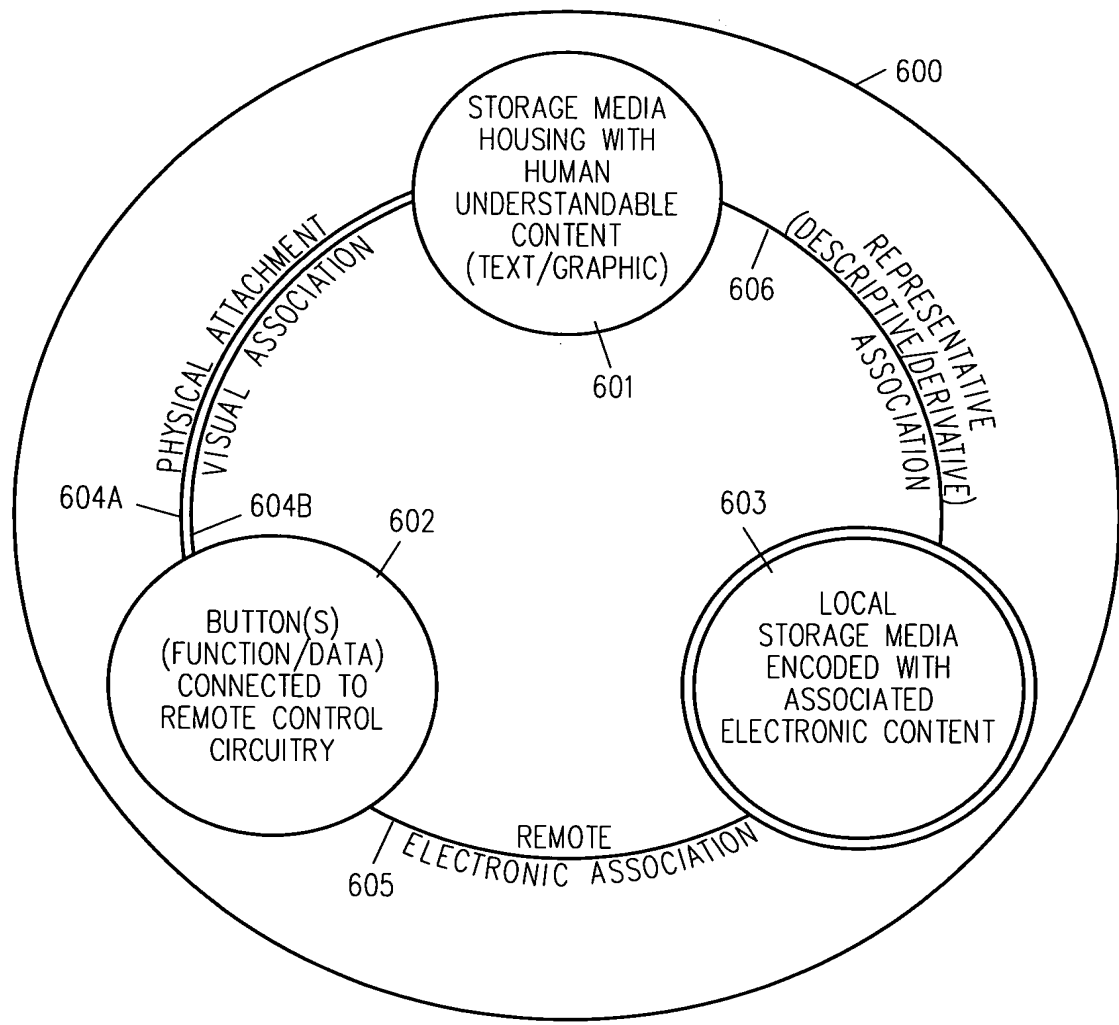 600
STORAGE MEDIA
HOUSING WITH
HUMAN
UNDERSTANDABLE
CONTENT
(TEXT/GRAPHIC)
601
606
REPRESENTATIVE
(DESCRIPTIVE/DERIVATIVE)
ASSOCIATION
PHYSICAL ATTACHMENT
VISUAL ASSOCIATION
604A
604B
602
603
BUTTON(S)
(FUNCTION/DATA)
CONNECTED TO
REMOTE CONTROL
CIRCUITRY
LOCAL
STORAGE MEDIA
ENCODED WITH
ASSOCIATED
ELECTRONIC CONTENT
REMOTE
ELECTRONIC ASSOCIATION
605